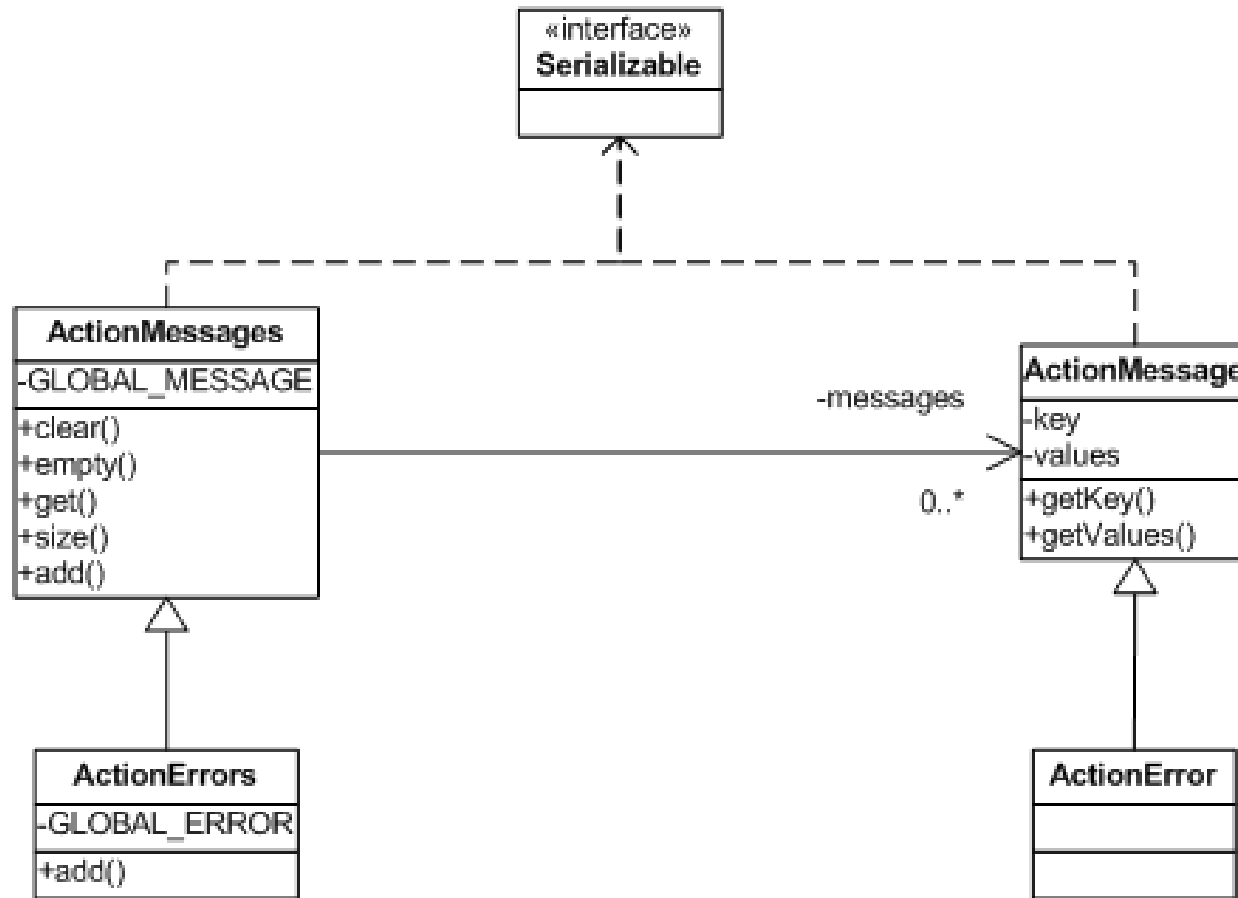 «interface»
Serializable
ActionMessages
-GLOBAL_MESSAGE
+clear()
+empty()
+get()
+size()
+add()
-messages
0..*
ActionMessage
-key
-values
+getKey()
+getValues()
ActionErrors
-GLOBAL_ERROR
+add()
ActionError